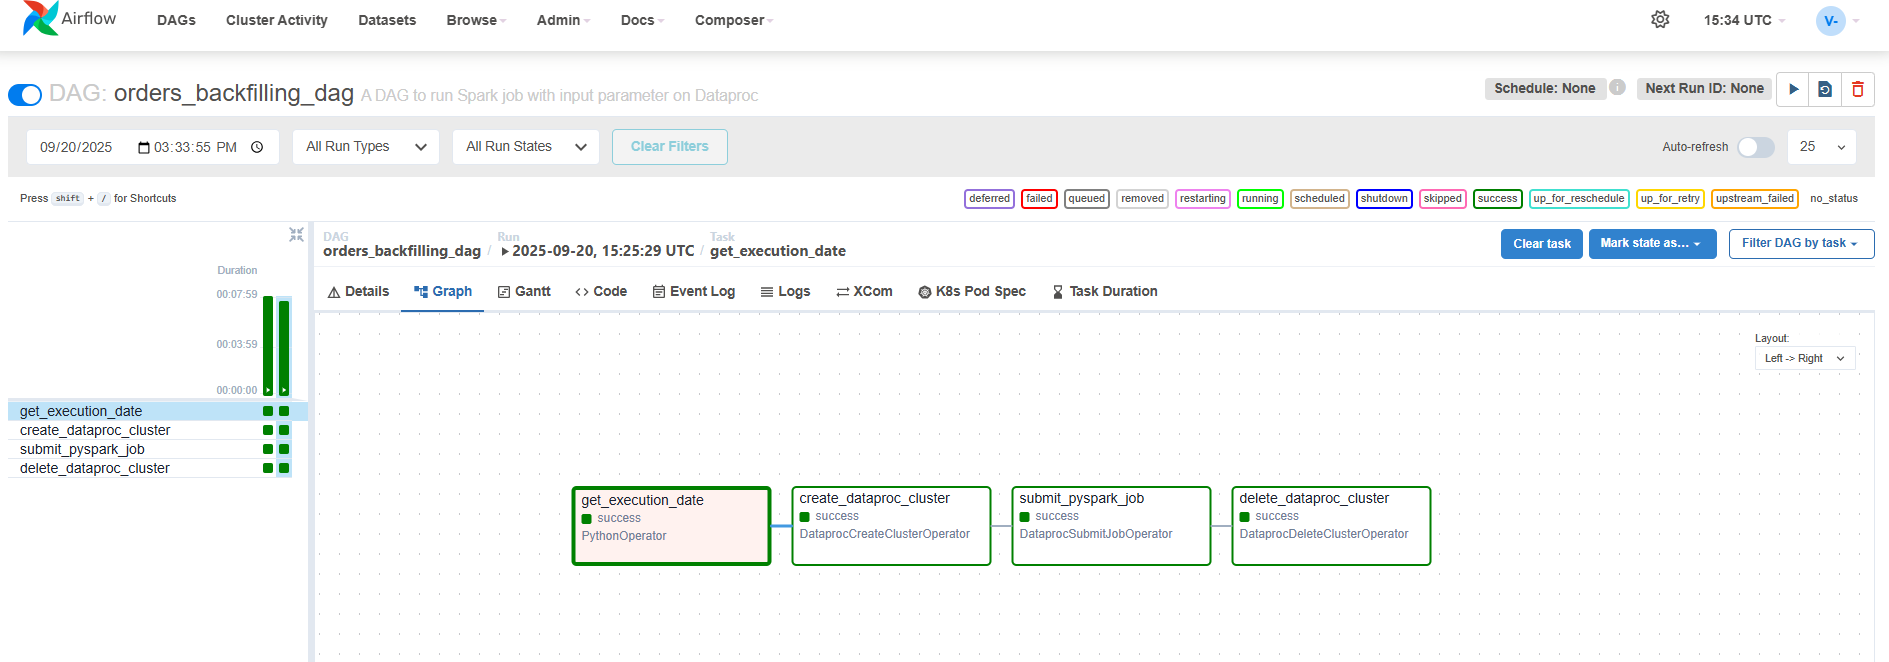 Airflow DAGs Cluster Activity Datasets Browse Admin Docs Composer 15:34 UTC V-
DAG: orders_backfilling_dag A DAG to run Spark job with input parameter on Dataproc Schedule: None i Next Run ID: None
09/20/2025 03:33:55 PM All Run Types All Run States Clear Filters Auto-refresh 25
Press shift + / for Shortcuts deferred failed queued removed restarting running scheduled shutdown skipped success up_for_reschedule up_for_retry upstream_failed no_status
DAG Run Task
orders_backfilling_dag / 2025-09-20, 15:25:29 UTC / get_execution_date Clear task Mark state as... Filter DAG by task
Duration
00:07:59
00:03:59
00:00:00
get_execution_date
create_dataproc_cluster
submit_pyspark_job
delete_dataproc_cluster
Details Graph Gantt Code Event Log Logs XCom K8s Pod Spec Task Duration
Layout:
Left -> Right
get_execution_date
success
PythonOperator
create_dataproc_cluster
success
DataprocCreateClusterOperator
submit_pyspark_job
success
DataprocSubmitJobOperator
delete_dataproc_cluster
success
DataprocDeleteClusterOperator